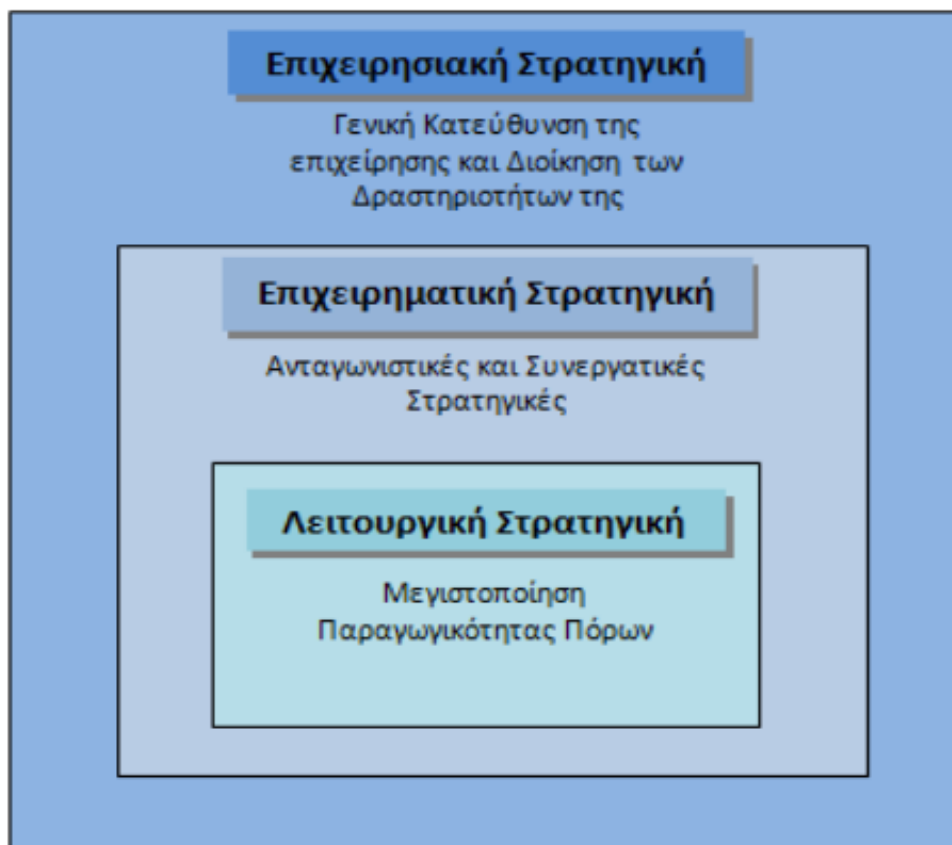 Επιχειρησιακή Στρατηγική
Γενική Κατεύθυνση της
επιχείρησης και Διοίκηση των
Δραστηριοτήτων της
Επιχειρηματική Στρατηγική
Ανταγωνιστικές και Συνεργατικές
Στρατηγικές
Λειτουργική Στρατηγική
Μεγιστοποίηση
Παραγωγικότητας Πόρων